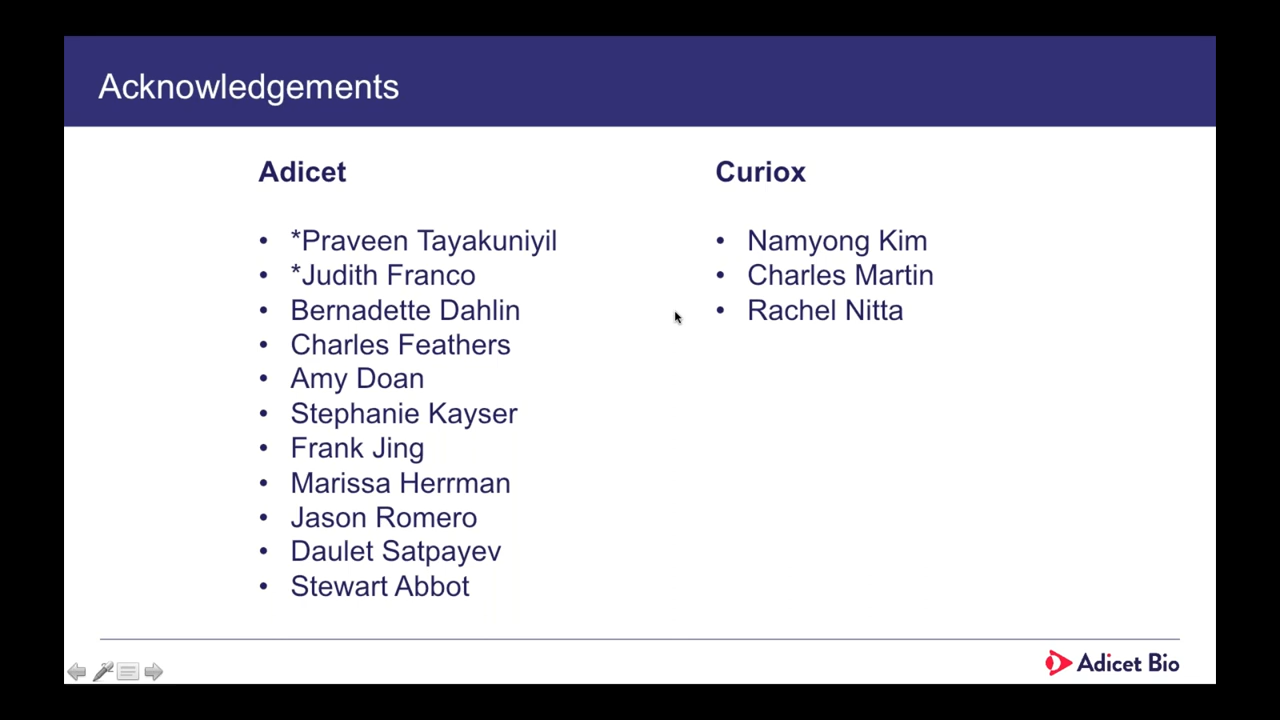 Acknowledgements
Adicet
• *Praveen Tayakuniyil
• *Judith Franco
• Bernadette Dahlin
• Charles Feathers
• Amy Doan
• Stephanie Kayser
• Frank Jing
• Marissa Herrman
• Jason Romero
• Daulet Satpayev
• Stewart Abbot
Curiox
• Namyong Kim
• Charles Martin
• Rachel Nitta
Adicet Bio